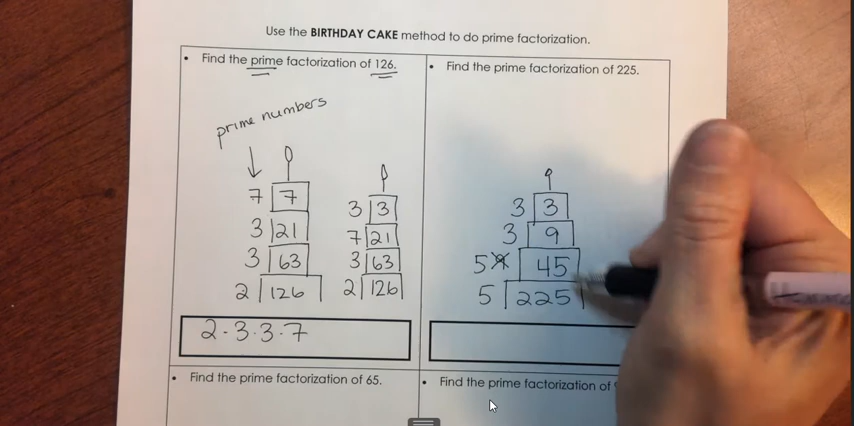 Use the BIRTHDAY CAKE method to do prime factorization.
• Find the prime factorization of 126.
prime numbers
7 7
3 21
3 63
2 126
3 3
7 21
3 63
2 126
2 · 3 · 3 · 7
• Find the prime factorization of 225.
3 3
3 9
5 45
5 225
• Find the prime factorization of 65.
• Find the prime factorization of